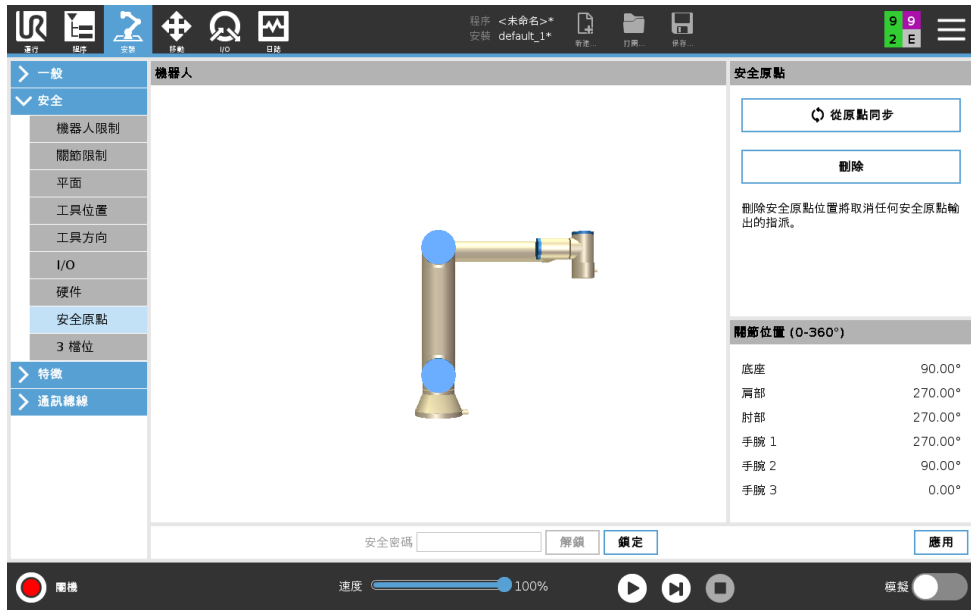 UR
運行
程序
安裝
移動
I/O
日誌
程序 <未命名>*
安裝 default_1*
新建...
打開...
保存...
9 9
2 E
一般
安全
機器人限制
關節限制
平面
工具位置
工具方向
I/O
硬件
安全原點
3 檔位
特徵
通訊總線
機器人
安全原點
從原點同步
刪除
刪除安全原點位置將取消任何安全原點輸
出的指派。
關節位置 (0-360°)
底座 90.00°
肩部 270.00°
肘部 270.00°
手腕 1 270.00°
手腕 2 90.00°
手腕 3 0.00°
安全密碼 解鎖 鎖定 應用
關機 速度 100% 模擬